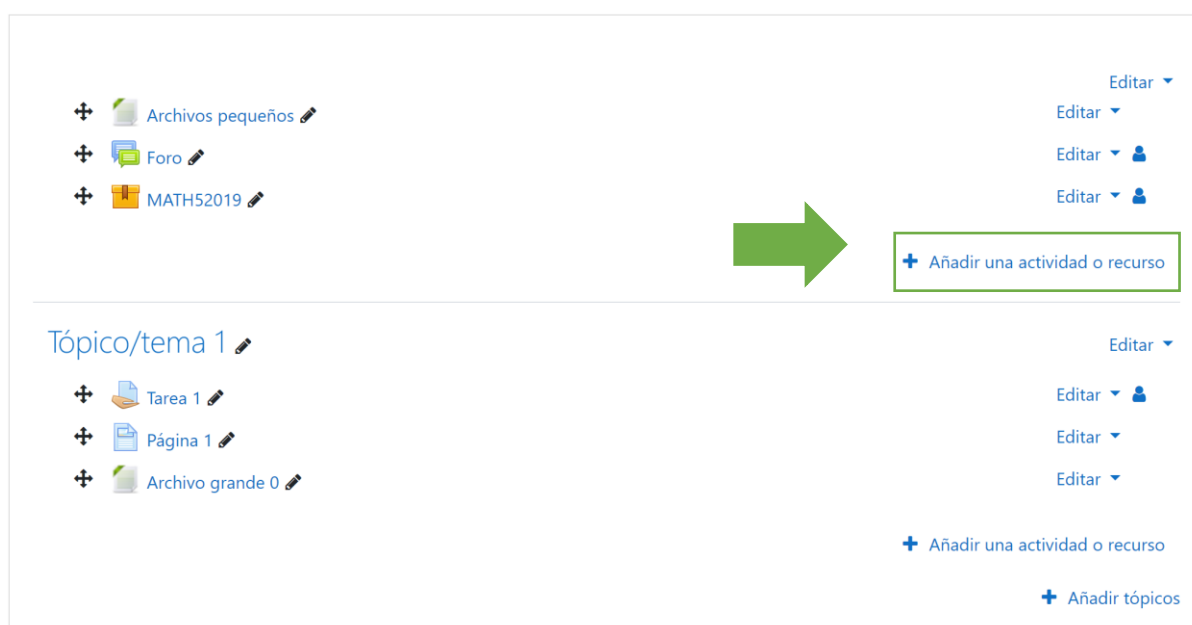 Editar
Archivos pequeños Editar
Foro Editar
MATH52019 Editar
Añadir una actividad o recurso
Tópico/tema 1 Editar
Tarea 1 Editar
Página 1 Editar
Archivo grande 0 Editar
Añadir una actividad o recurso
Añadir tópicos